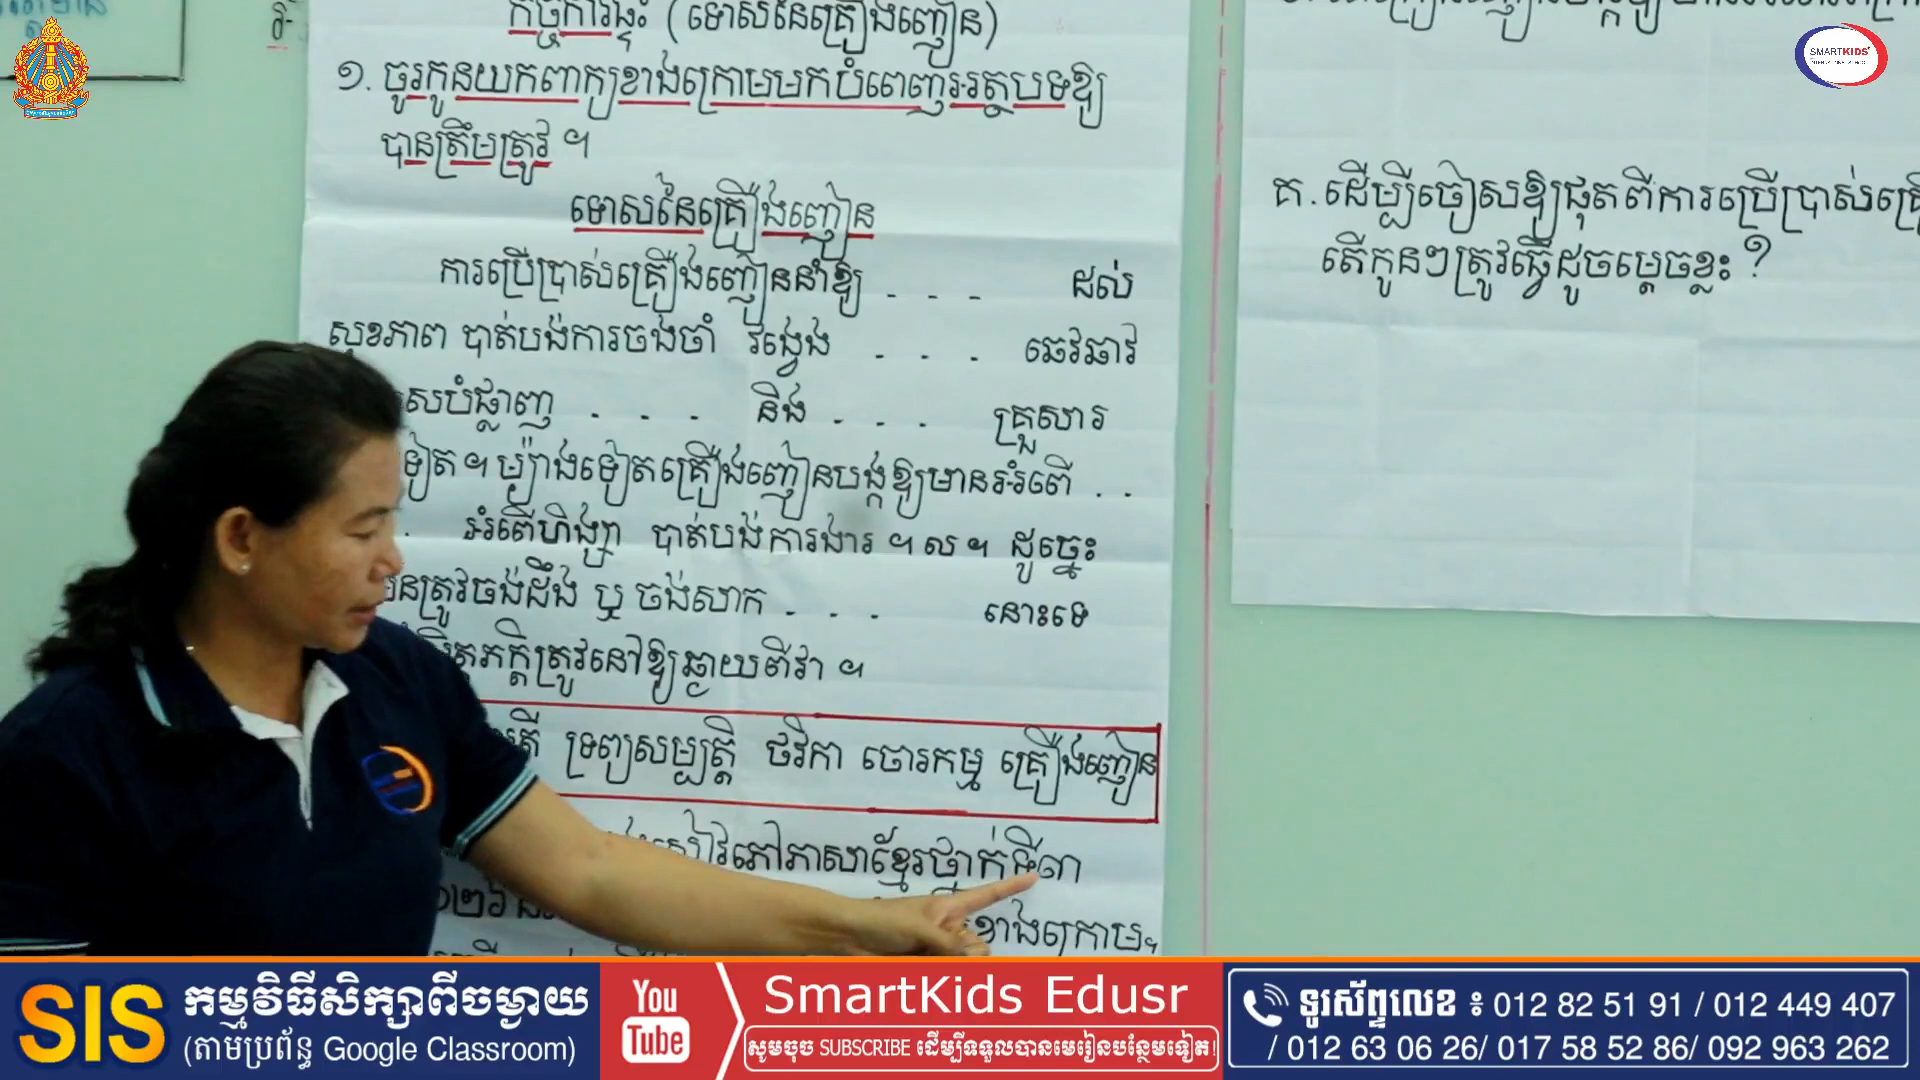 កិច្ចការផ្ទះ (ទោសនៃគ្រឿងញៀន)
១. ចូរកូនយកពាក្យខាងក្រោមមកបំពេញអត្ថបទឱ្យ
បានត្រឹមត្រូវ ។
ទោសនៃគ្រឿងញៀន
ការប្រើប្រាស់គ្រឿងញៀននាំឱ្យ . . . ដល់
សុខភាព បាត់បង់ការចងចាំ វង្វេង . . . ឆេវឆាវ
បំផ្លាញ . . . និង . . . គ្រួសារ
ទៀត ។ ម្យ៉ាងទៀតគ្រឿងញៀនបង្កឱ្យមានអំពើ . .
. អំពើហិង្សា បាត់បង់ការងារ ។ ល ។ ដូច្នេះ
ត្រូវចង់ដឹង ឬ ចង់សាក . . . នោះទេ
ត្រូវនៅឱ្យឆ្ងាយពីវា ។
ទ្រព្យសម្បត្តិ ថវិកា ចោរកម្ម គ្រឿងញៀន
សៀវភៅភាសាខ្មែរថ្នាក់ទី៣
ខាងក្រោម។
គ. ដើម្បីចៀសឱ្យផុតពីការប្រើប្រាស់
តើកូនៗត្រូវធ្វើដូចម្ដេចខ្លះ ?
SMARTKIDS
SIS
កម្មវិធីសិក្សាពីចម្ងាយ
(តាមប្រព័ន្ធ Google Classroom)
You
Tube
SmartKids Edusr
សូមចុច SUBSCRIBE ដើម្បីទទួលបានមេរៀនបន្ថែមទៀត!
ទូរស័ព្ទលេខ ៖ 012 82 51 91 / 012 449 407
/ 012 63 06 26/ 017 58 52 86/ 092 963 262